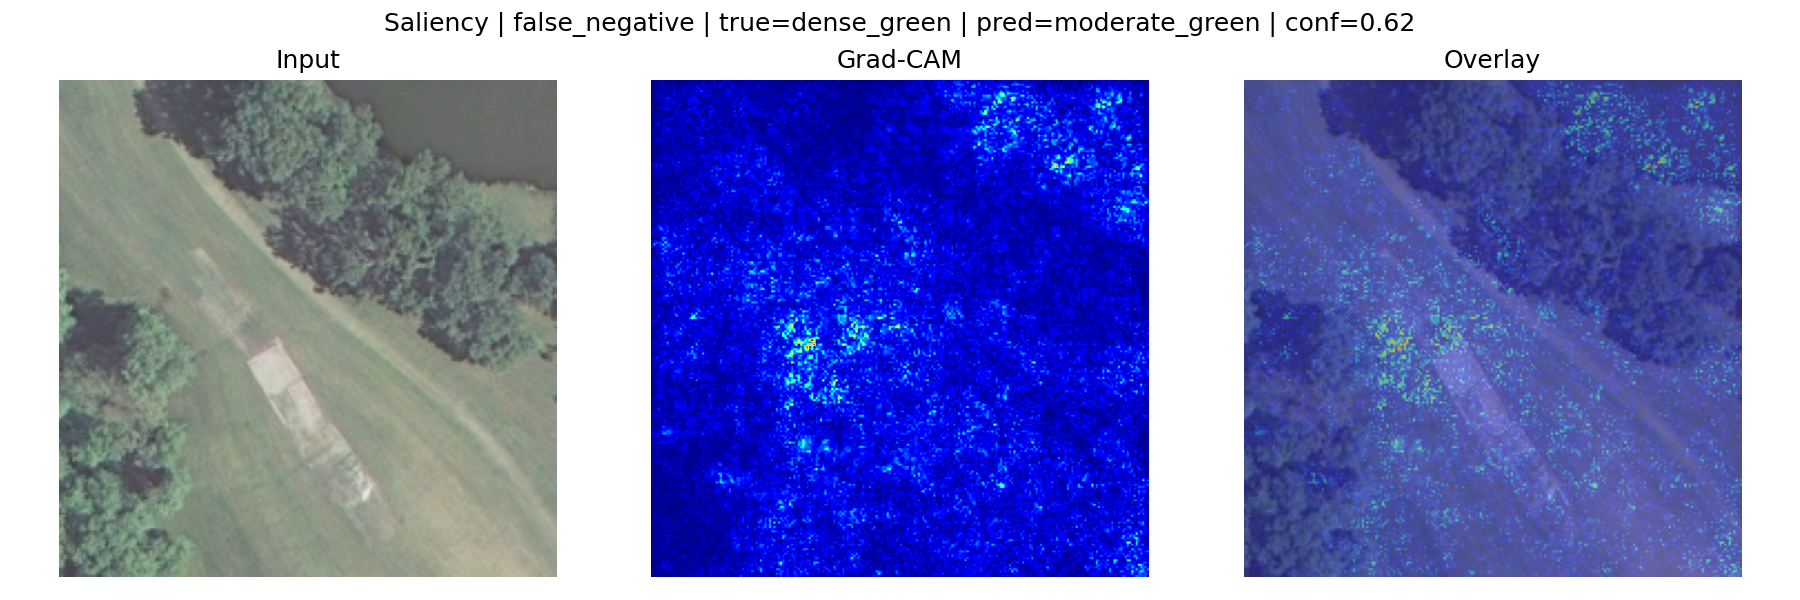 Saliency | false_negative | true=dense_green | pred=moderate_green | conf=0.62
Input
Grad-CAM
Overlay